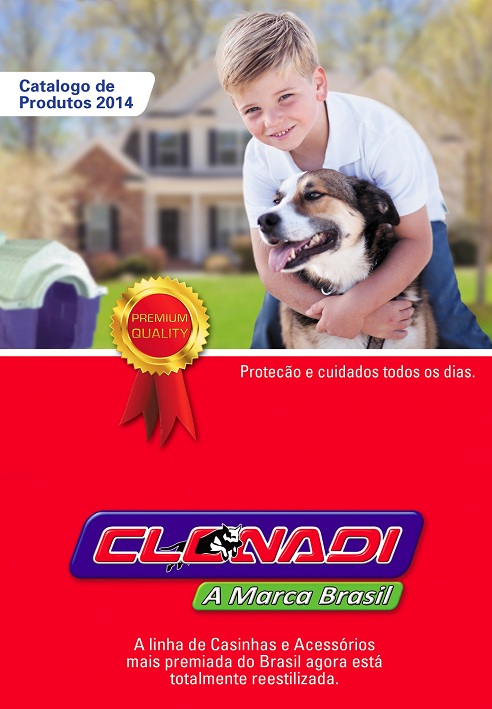 Catalogo de
Produtos 2014
PREMIUM
QUALITY
Protecão e cuidados todos os dias.
CLONADI
A Marca Brasil
A linha de Casinhas e Acessórios
mais premiada do Brasil agora está
totalmente reestilizada.